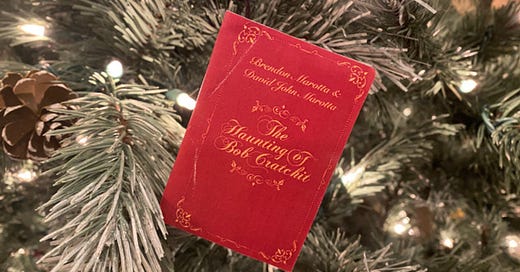 Brendon Marotta &
David John Marotta
The
Haunting Of
Bob Cratchit